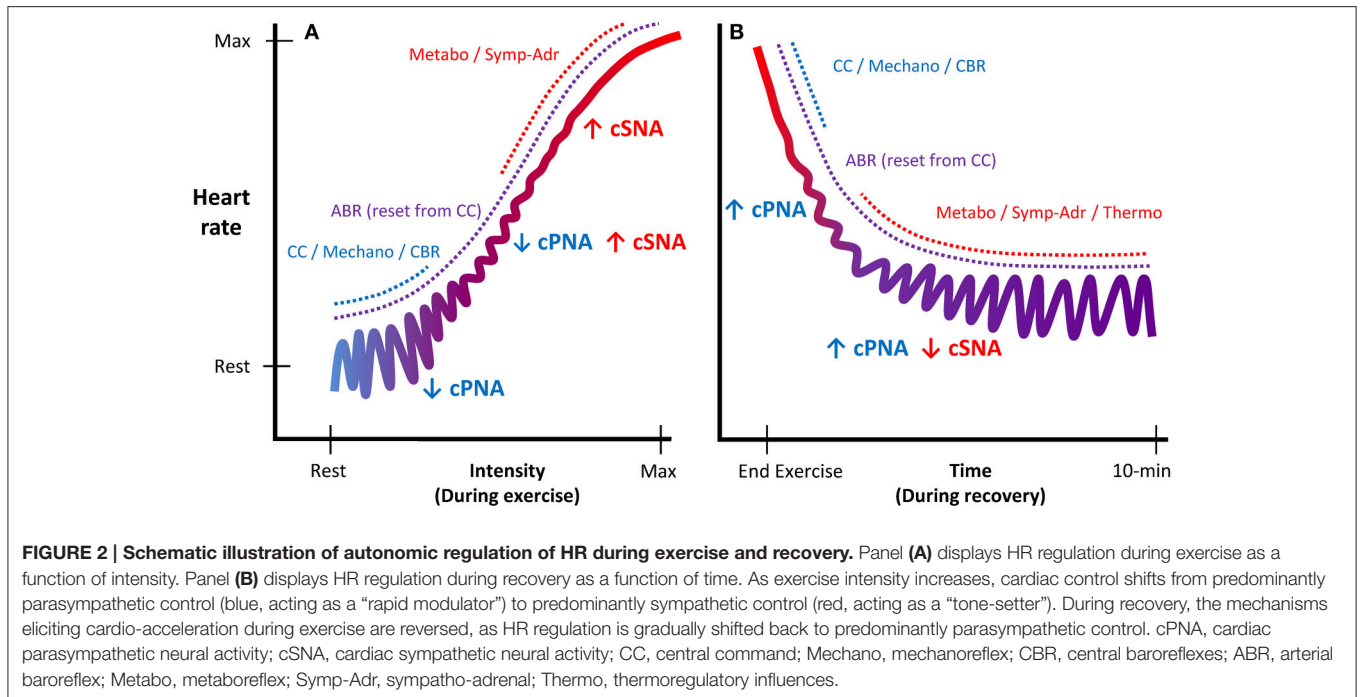 A
Max
Metabo / Symp-Adr
↑ cSNA
Heart
rate
ABR (reset from CC)
↓ cPNA ↑ cSNA
CC / Mechano / CBR
Rest
↓ cPNA
Rest
Intensity
(During exercise)
Max
B
CC / Mechano / CBR
ABR (reset from CC)
↑ cPNA
Metabo / Symp-Adr / Thermo
↑ cPNA ↓ cSNA
End Exercise
Time
(During recovery)
10-min
FIGURE 2 | Schematic illustration of autonomic regulation of HR during exercise and recovery. Panel (A) displays HR regulation during exercise as a
function of intensity. Panel (B) displays HR regulation during recovery as a function of time. As exercise intensity increases, cardiac control shifts from predominantly
parasympathetic control (blue, acting as a “rapid modulator”) to predominantly sympathetic control (red, acting as a “tone-setter”). During recovery, the mechanisms
eliciting cardio-acceleration during exercise are reversed, as HR regulation is gradually shifted back to predominantly parasympathetic control. cPNA, cardiac
parasympathetic neural activity; cSNA, cardiac sympathetic neural activity; CC, central command; Mechano, mechanoreflex; CBR, central baroreflexes; ABR, arterial
baroreflex; Metabo, metaboreflex; Symp-Adr, sympatho-adrenal; Thermo, thermoregulatory influences.